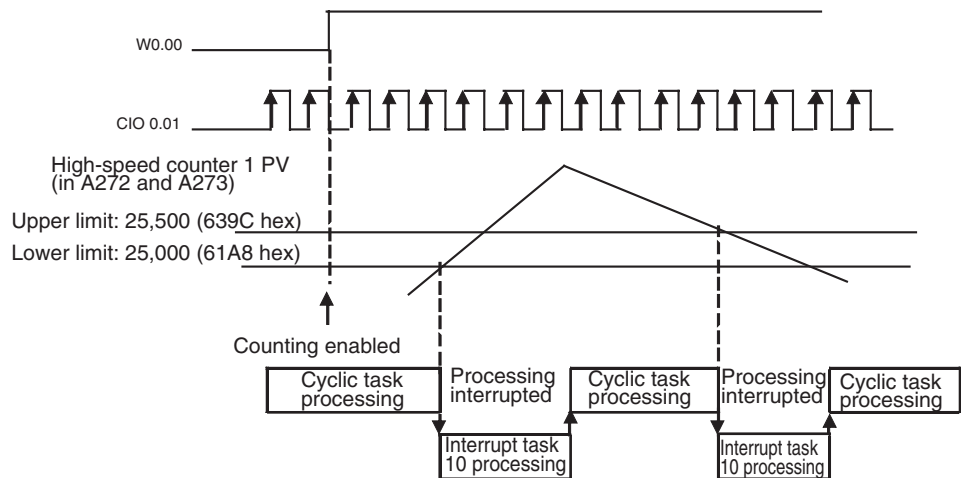 W0.00
CIO 0.01
High-speed counter 1 PV
(in A272 and A273)
Upper limit: 25,500 (639C hex)
Lower limit: 25,000 (61A8 hex)
Counting enabled
Cyclic task
processing
Processing
interrupted
Cyclic task
processing
Processing
interrupted
Cyclic task
processing
Interrupt task
10 processing
Interrupt task
10 processing